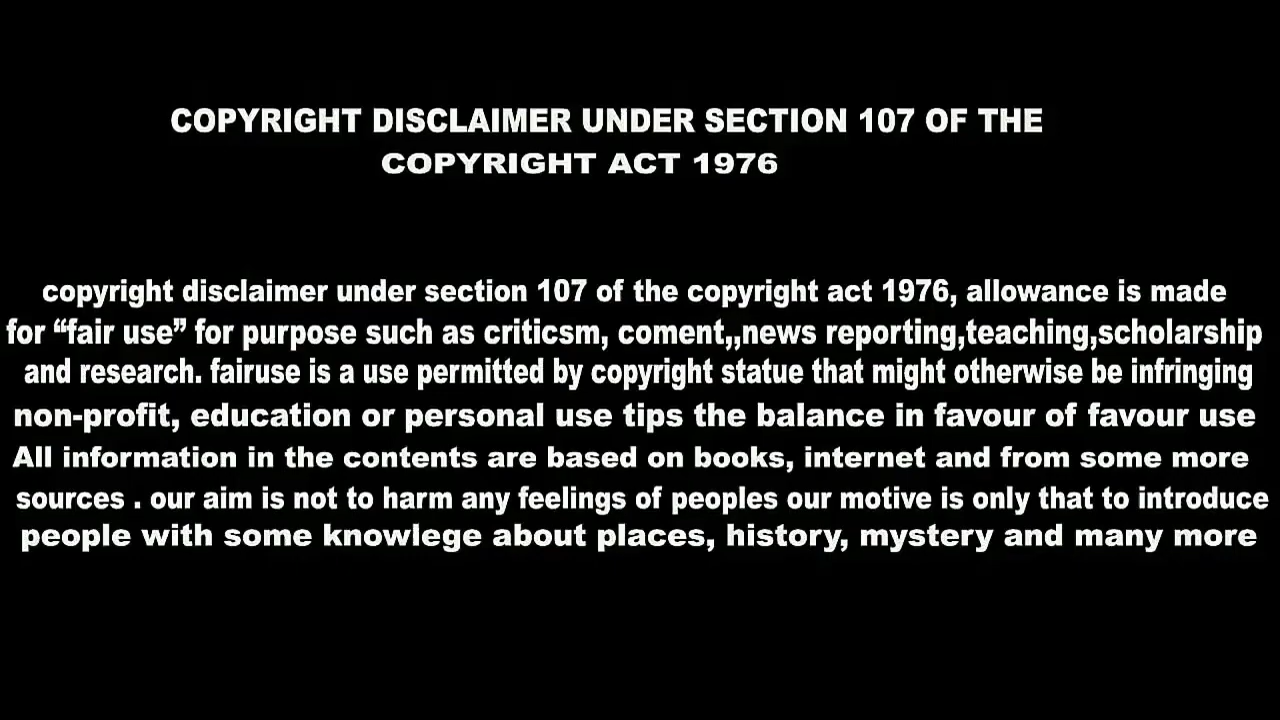 COPYRIGHT DISCLAIMER UNDER SECTION 107 OF THE
COPYRIGHT ACT 1976
copyright disclaimer under section 107 of the copyright act 1976, allowance is made
for “fair use” for purpose such as criticsm, coment,,news reporting,teaching,scholarship
and research. fairuse is a use permitted by copyright statue that might otherwise be infringing
non-profit, education or personal use tips the balance in favour of favour use
All information in the contents are based on books, internet and from some more
sources . our aim is not to harm any feelings of peoples our motive is only that to introduce
people with some knowlege about places, history, mystery and many more